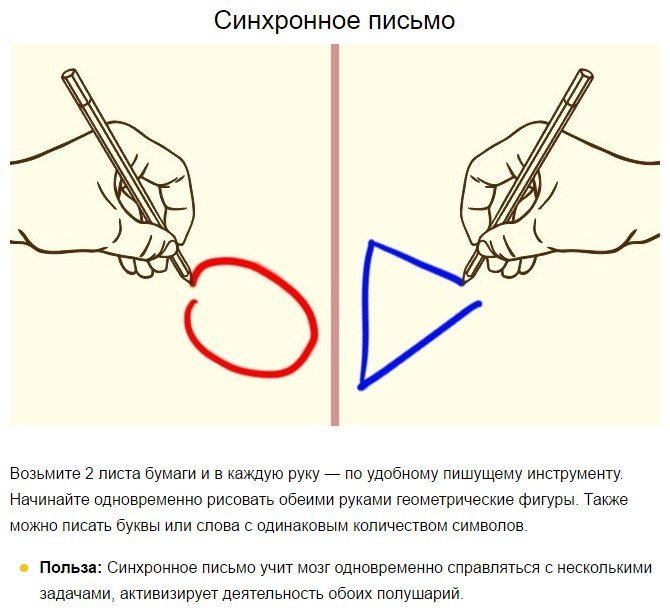 Синхронное письмо
Возьмите 2 листа бумаги и в каждую руку — по удобному пишущему инструменту.
Начинайте одновременно рисовать обеими руками геометрические фигуры. Также
можно писать буквы или слова с одинаковым количеством символов.
Польза: Синхронное письмо учит мозг одновременно справляться с несколькими
задачами, активизирует деятельность обоих полушарий.